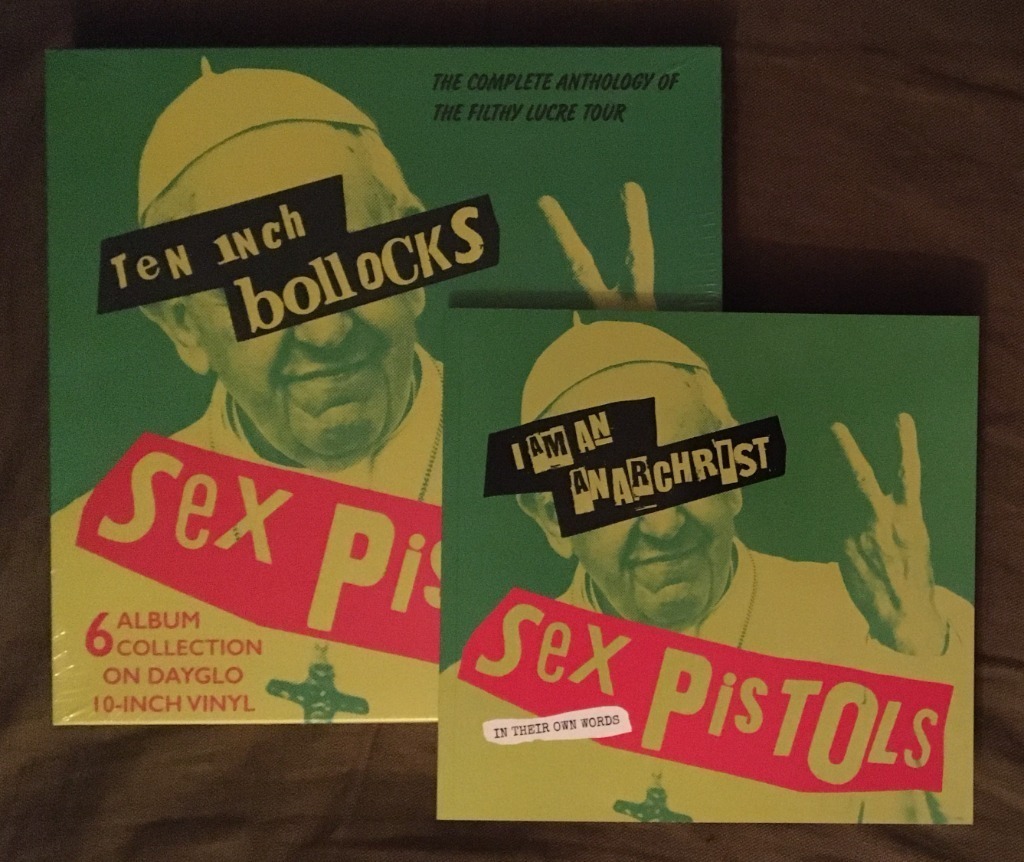 THE COMPLETE ANTHOLOGY OF
THE FILTHY LUCRE TOUR
TeN INch
bollOCKS
Sex Pis
6 ALBUM
COLLECTION
ON DAYGLO
10-INCH VINYL
I AM AN
ANARCHRIST
Sex PisTOLS
IN THEIR OWN WORDS